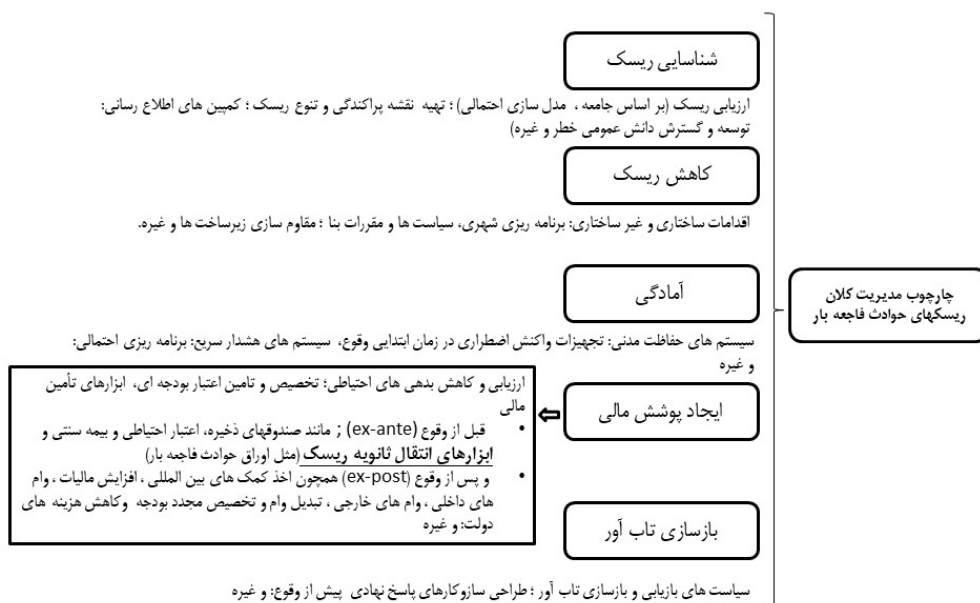 شناسایی ریسک
ارزیابی ریسک (بر اساس جامعه ، مدل سازی احتمالی) ؛ تهیه نقشه پراکندگی و تنوع ریسک ؛ کمپین های اطلاع رسانی:
توسعه و گسترش دانش عمومی خطر و غیره)
کاهش ریسک
اقدامات ساختاری و غیر ساختاری: برنامه ریزی شهری، سیاست ها و مقررات بنا ؛ مقاوم سازی زیرساخت ها و غیره.
آمادگی
سیستم های حفاظت مدنی: تجهیزات واکنش اضطراری در زمان ابتدایی وقوع، سیستم های هشدار سریع: برنامه ریزی احتمالی:
و غیره
ایجاد پوشش مالی
ارزیابی و کاهش بدهی های احتیاطی؛ تخصیص و تامین اعتبار بودجه ای، ابزارهای تأمین
مالی
• قبل از وقوع (ex-ante) ; مانند صندوقهای ذخیره، اعتبار احتیاطی و بیمه سنتی و
ابزارهای انتقال ثانویه ریسک (مثل اوراق حوادث فاجعه بار)
• و پس از وقوع (ex-post) همچون اخذ کمک های بین المللی ، افزایش مالیات ، وام
های داخلی ، وام های خارجی ، تبدیل وام و تخصیص مجدد بودجه وکاهش هزینه های
دولت: و غیره
بازسازی تاب آور
سیاست های بازیابی و بازسازی تاب آور ؛ طراحی سازوکارهای پاسخ نهادی پیش از وقوع: و غیره
چارچوب مدیریت کلان
ریسکهای حوادث فاجعه بار